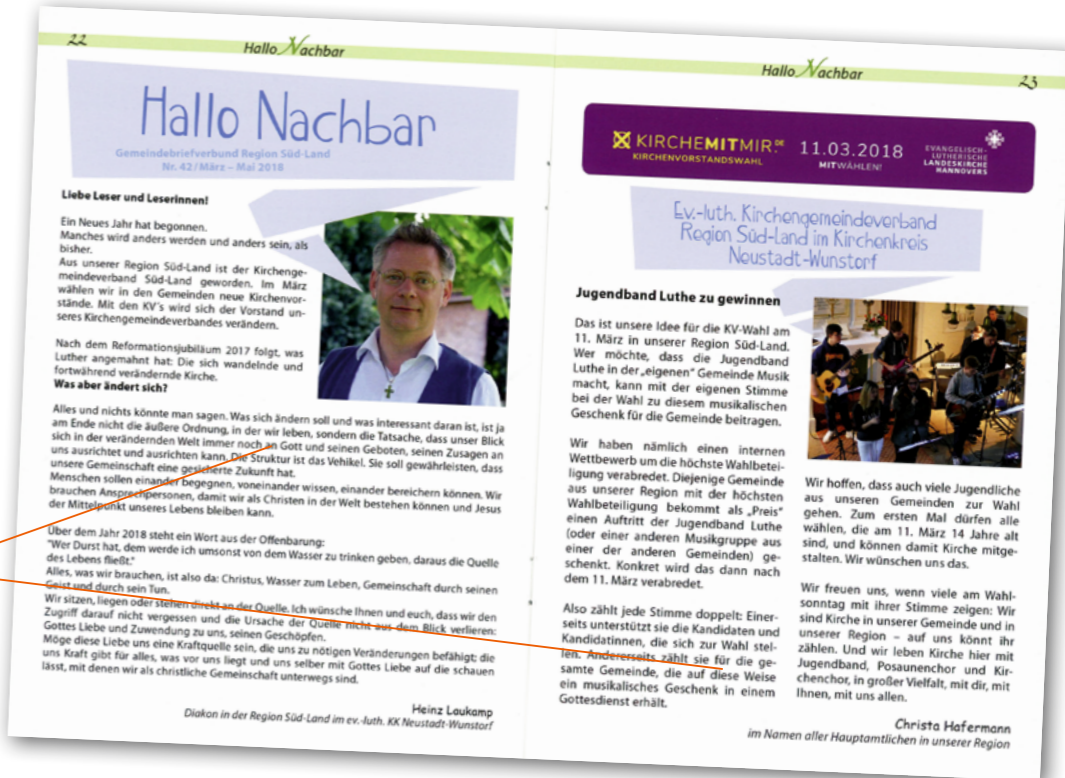 22
Hallo Nachbar
Hallo Nachbar
Gemeindebriefverbund Region Süd-Land
Nr. 42/März – Mai 2018
Liebe Leser und Leserinnen!
Ein Neues Jahr hat begonnen.
Manches wird anders werden und anders sein, als
bisher.
Aus unserer Region Süd-Land ist der Kirchenge-
meindeverband Süd-Land geworden. Im März
wählen wir in den Gemeinden neue Kirchenvor-
stände. Mit den KV's wird sich der Vorstand un-
seres Kirchengemeindeverbandes verändern.
Nach dem Reformationsjubiläum 2017 folgt, was
Luther angemahnt hat: Die sich wandelnde und
fortwährend verändernde Kirche.
Was aber ändert sich?
Alles und nichts könnte man sagen. Was sich ändern soll und was interessant daran ist, ist ja
am Ende nicht die äußere Ordnung, in der wir leben, sondern die Tatsache, dass unser Blick
sich in der verändernden Welt immer noch an Gott und seinen Geboten, seinen Zusagen an
uns ausrichtet und ausrichten kann. Die Struktur ist das Vehikel. Sie soll gewährleisten, dass
unsere Gemeinschaft eine gesicherte Zukunft hat.
Menschen sollen einander begegnen, voneinander wissen, einander bereichern können. Wir
brauchen Ansprechpersonen, damit wir als Christen in der Welt bestehen können und Jesus
der Mittelpunkt unseres Lebens bleiben kann.
Über dem Jahr 2018 steht ein Wort aus der Offenbarung:
"Wer Durst hat, dem werde ich umsonst von dem Wasser zu trinken geben, daraus die Quelle
des Lebens fließt."
Alles, was wir brauchen, ist also da: Christus, Wasser zum Leben, Gemeinschaft durch seinen
Geist und durch sein Tun.
Wir sitzen, liegen oder stehen direkt an der Quelle. Ich wünsche Ihnen und euch, dass wir den
Zugriff darauf nicht vergessen und die Ursache der Quelle nicht aus dem Blick verlieren:
Gottes Liebe und Zuwendung zu uns, seinen Geschöpfen.
Möge diese Liebe uns eine Kraftquelle sein, die uns zu nötigen Veränderungen befähigt; die
uns Kraft gibt für alles, was vor uns liegt und uns selber mit Gottes Liebe auf die schauen
lässt, mit denen wir als christliche Gemeinschaft unterwegs sind.
Heinz Laukamp
Diakon in der Region Süd-Land im ev.-luth. KK Neustadt-Wunstorf
Hallo Nachbar
23
KIRCHEMITMIR.DE
KIRCHENVORSTANDSWAHL
11.03.2018
MITWÄHLEN!
EVANGELISCH-
LUTHERISCHE
LANDESKIRCHE
HANNOVERS
Ev.-luth. Kirchengemeindeverband
Region Süd-Land im Kirchenkreis
Neustadt-Wunstorf
Jugendband Luthe zu gewinnen
Das ist unsere Idee für die KV-Wahl am
11. März in unserer Region Süd-Land.
Wer möchte, dass die Jugendband
Luthe in der „eigenen“ Gemeinde Musik
macht, kann mit der eigenen Stimme
bei der Wahl zu diesem musikalischen
Geschenk für die Gemeinde beitragen.
Wir haben nämlich einen internen
Wettbewerb um die höchste Wahlbetei-
ligung verabredet. Diejenige Gemeinde
aus unserer Region mit der höchsten
Wahlbeteiligung bekommt als „Preis“
einen Auftritt der Jugendband Luthe
(oder einer anderen Musikgruppe aus
einer der anderen Gemeinden) ge-
schenkt. Konkret wird das dann nach
dem 11. März verabredet.
Also zählt jede Stimme doppelt: Einer-
seits unterstützt sie die Kandidaten und
Kandidatinnen, die sich zur Wahl stel-
len. Andererseits zählt sie für die ge-
samte Gemeinde, die auf diese Weise
ein musikalisches Geschenk in einem
Gottesdienst erhält.
Wir hoffen, dass auch viele Jugendliche
aus unseren Gemeinden zur Wahl
gehen. Zum ersten Mal dürfen alle
wählen, die am 11. März 14 Jahre alt
sind, und können damit Kirche mitge-
stalten. Wir wünschen uns das.
Wir freuen uns, wenn viele am Wahl-
sonntag mit ihrer Stimme zeigen: Wir
sind Kirche in unserer Gemeinde und in
unserer Region – auf uns könnt ihr
zählen. Und wir leben Kirche hier mit
Jugendband, Posaunenchor und Kir-
chenchor, in großer Vielfalt, mit dir, mit
Ihnen, mit uns allen.
Christa Hafermann
im Namen aller Hauptamtlichen in unserer Region